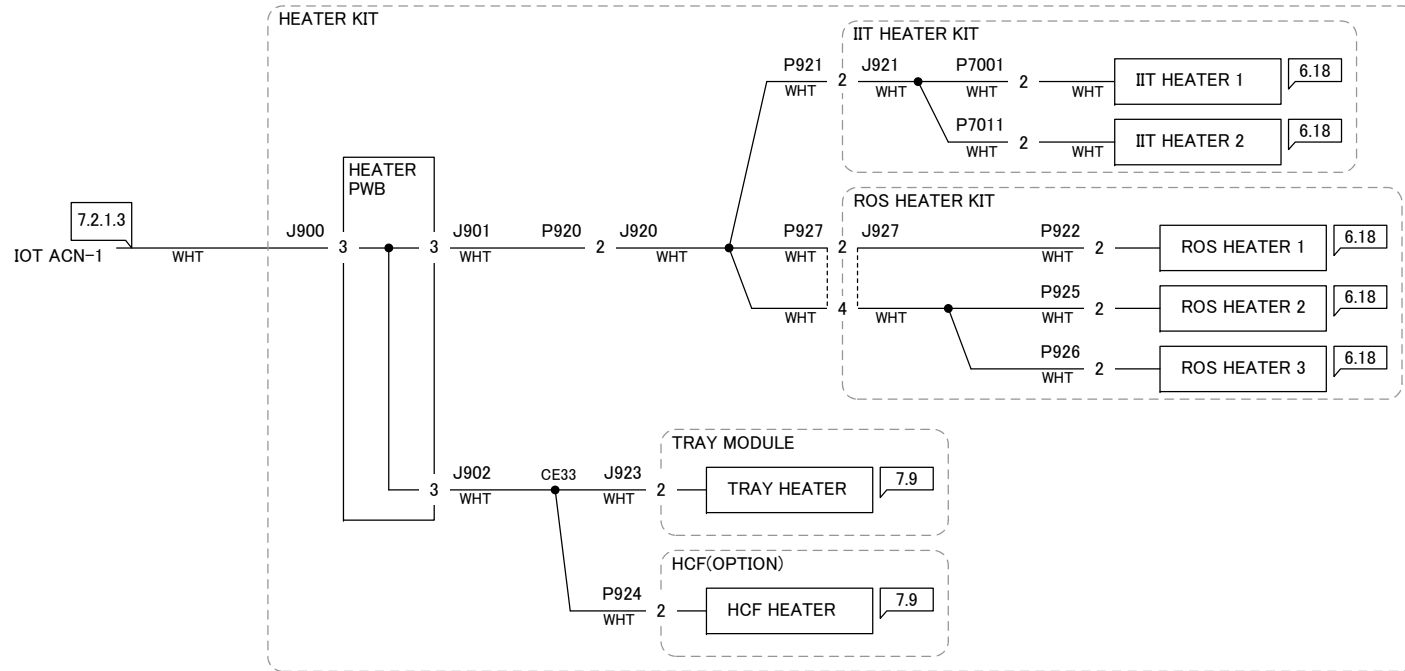 HEATER KIT
IIT HEATER KIT
P921 2 J921 P7001 2 IIT HEATER 1 6.18
WHT WHT WHT WHT
P7011 2 IIT HEATER 2 6.18
WHT WHT
HEATER
PWB
ROS HEATER KIT
7.2.1.3
IOT ACN-1 WHT J900 3 3 J901 P920 2 J920 P927 2 J927 P922 2 ROS HEATER 1 6.18
WHT WHT WHT WHT
P925 2 ROS HEATER 2 6.18
WHT 4 WHT WHT
P926 2 ROS HEATER 3 6.18
WHT
TRAY MODULE
3 J902 CE33 J923 2 TRAY HEATER 7.9
WHT WHT
HCF(OPTION)
P924 2 HCF HEATER 7.9
WHT